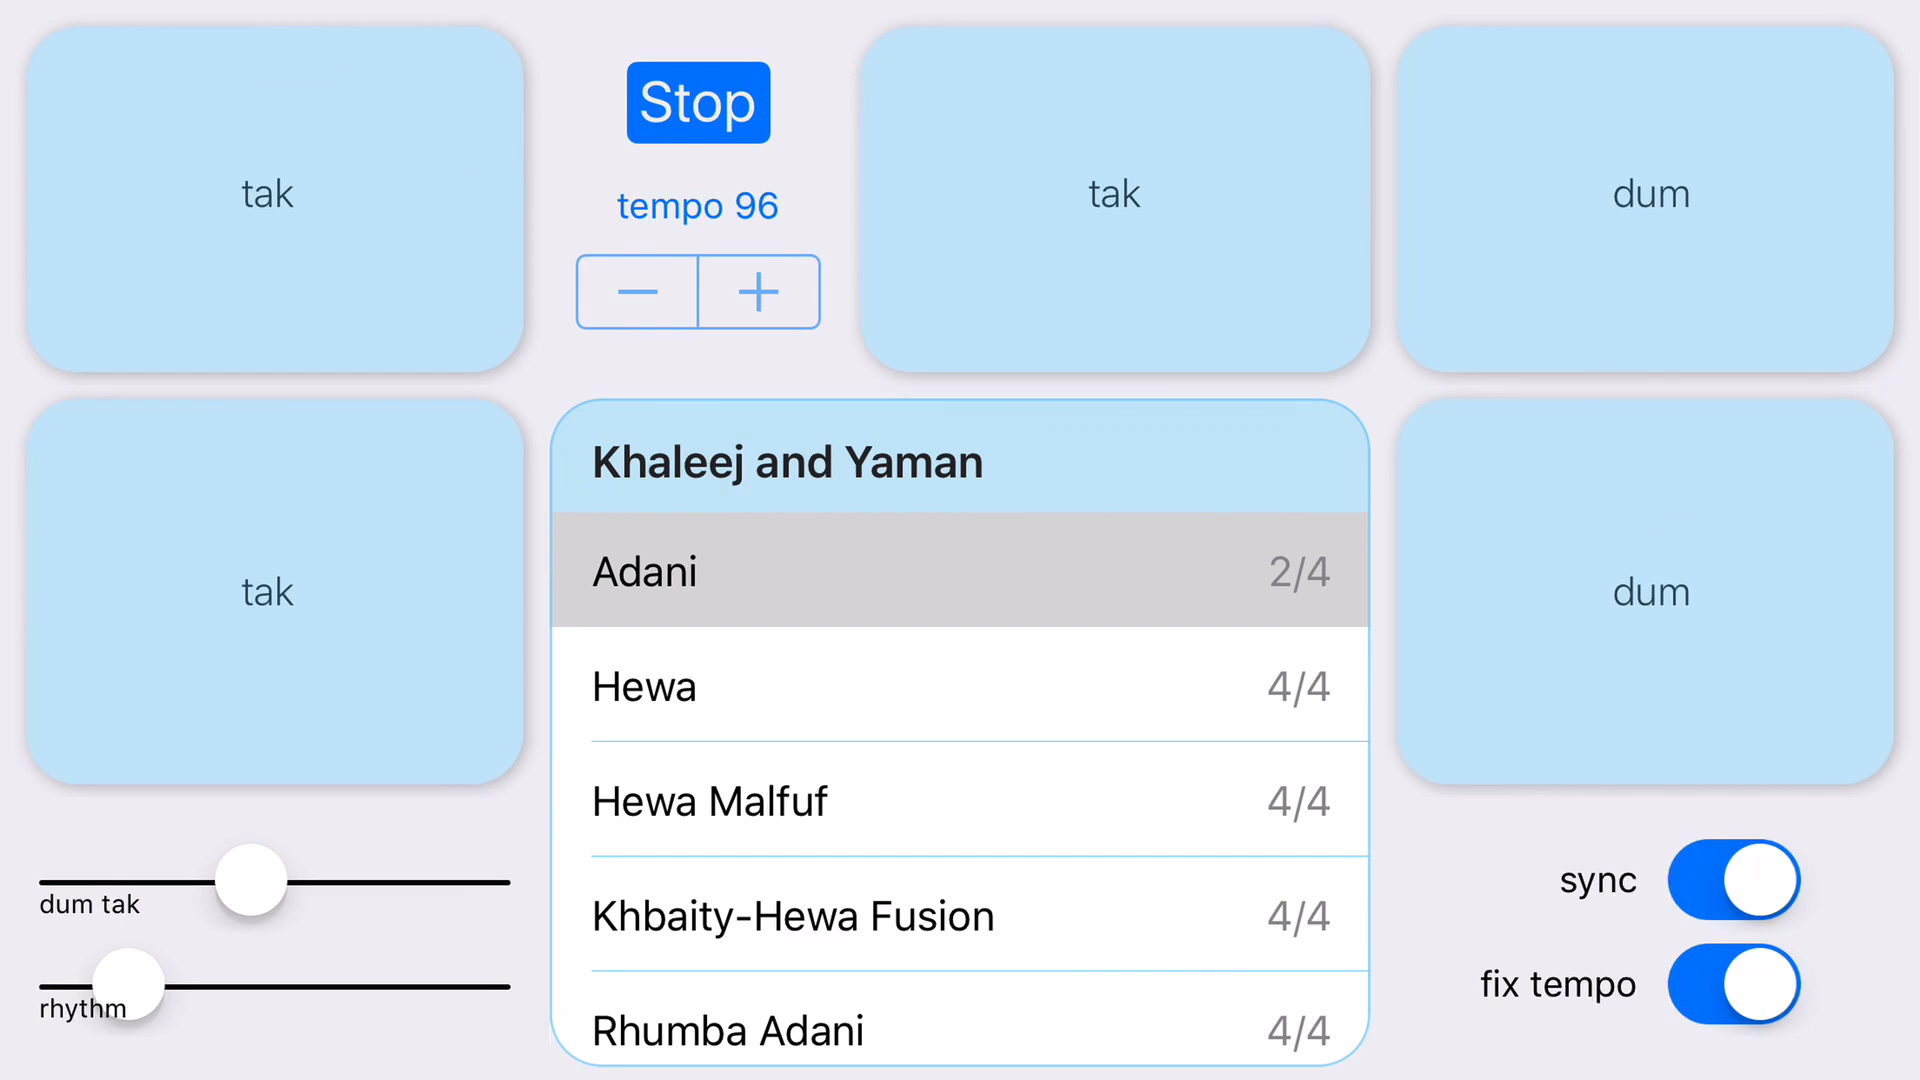 tak
Stop
tempo 96
tak
dum
tak
Khaleej and Yaman
Adani 2/4
Hewa 4/4
Hewa Malfuf 4/4
Khbaity-Hewa Fusion 4/4
Rhumba Adani 4/4
dum
dum tak
rhythm
sync
fix tempo